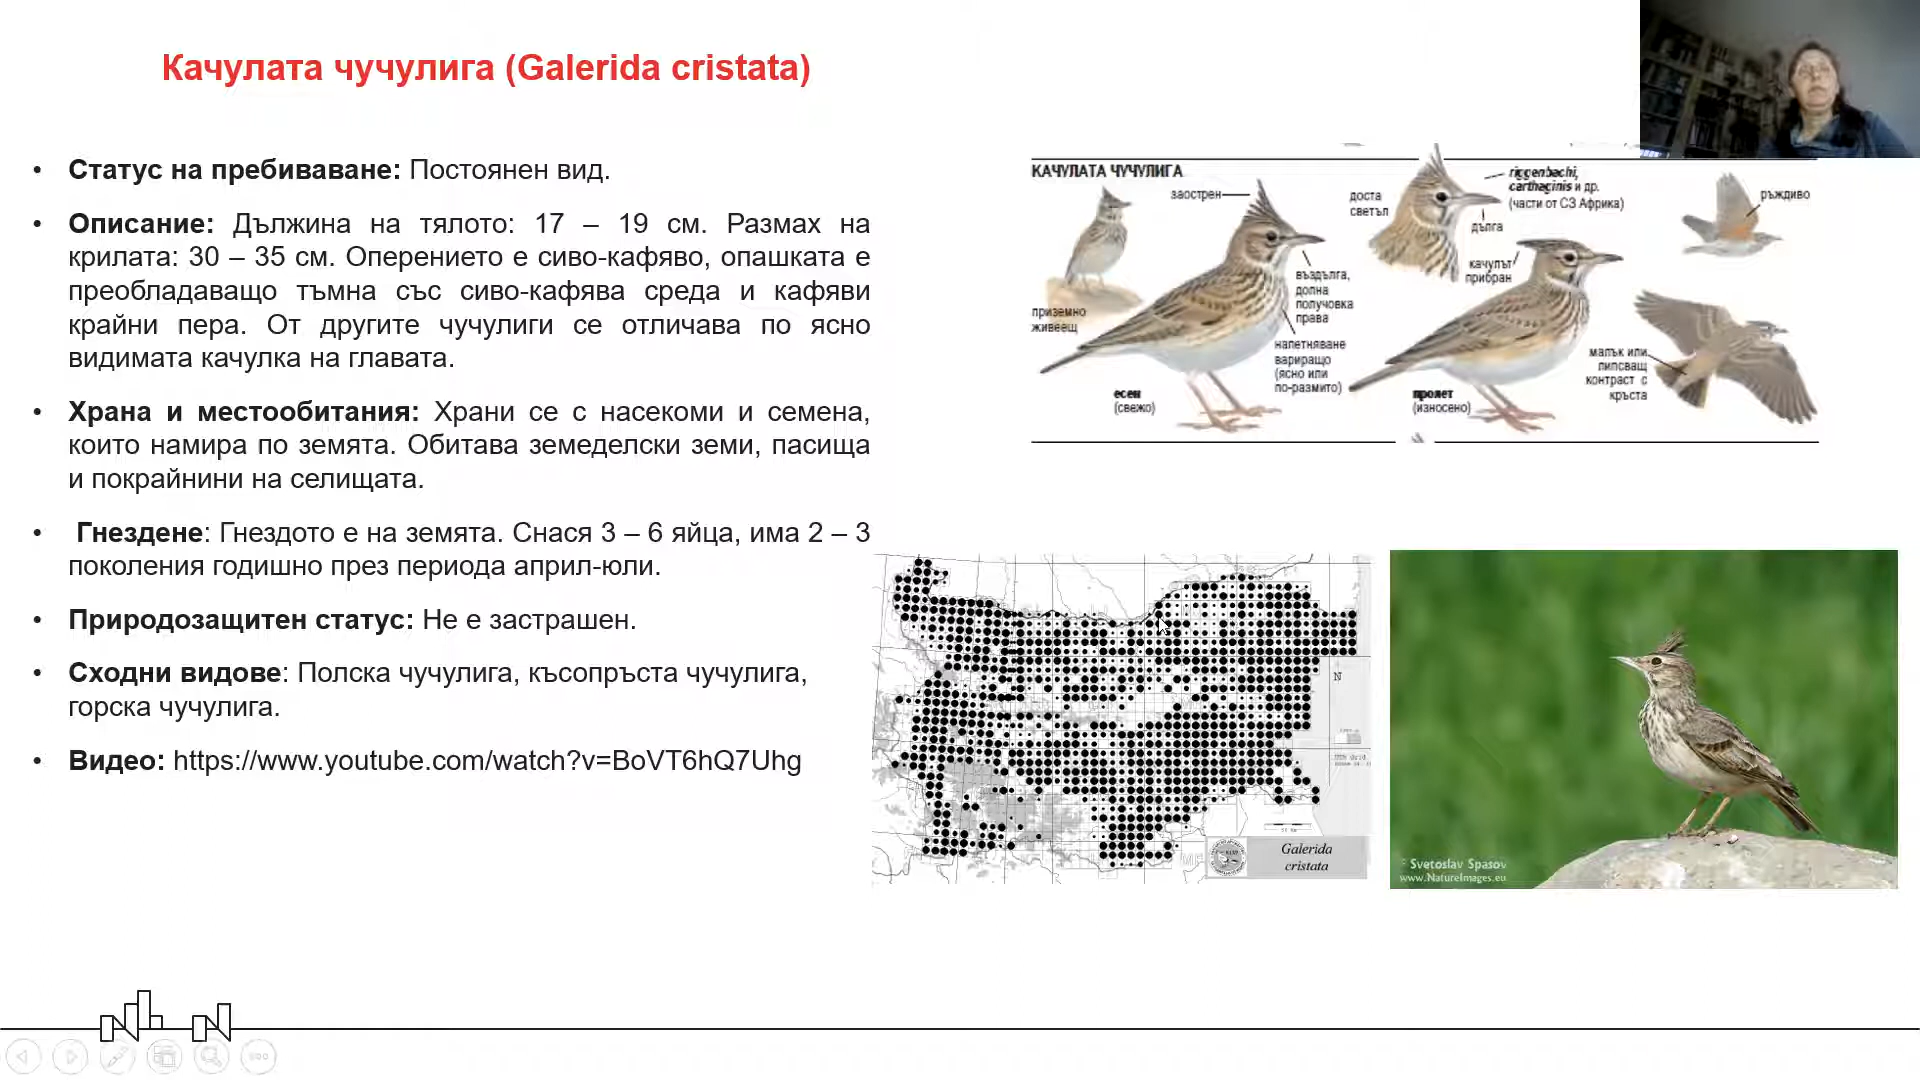 Качулата чучулига (Galerida cristata)
• Статус на пребиваване: Постоянен вид.
• Описание: Дължина на тялото: 17 – 19 см. Размах на
крилата: 30 – 35 см. Оперението е сиво-кафяво, опашката е
преобладаващо тъмна със сиво-кафява среда и кафяви
крайни пера. От другите чучулиги се отличава по ясно
видимата качулка на главата.
• Храна и местообитания: Храни се с насекоми и семена,
които намира по земята. Обитава земеделски земи, пасища
и покрайнини на селищата.
• Гнездене: Гнездото е на земята. Снася 3 – 6 яйца, има 2 – 3
поколения годишно през периода април-юли.
• Природозащитен статус: Не е застрашен.
• Сходни видове: Полска чучулига, късопръста чучулига,
горска чучулига.
• Видео: https://www.youtube.com/watch?v=BoVT6hQ7Uhg
КАЧУЛАТА ЧУЧУЛИГА
заострен
приземно
живеещ
есен
(свежо)
въздълга,
долна
получовка
права
напетняване
вариращо
(ясно или
по-размито)
доста
светъл
riggenbachi,
carthaginis и др.
(части от СЗ Африка)
дълга
качулът
прибран
пролет
(износено)
ръждиво
малък или
липсващ
контраст с
кръста
N
Galerida
cristata
© Svetoslav Spasov
www.NatureImages.eu